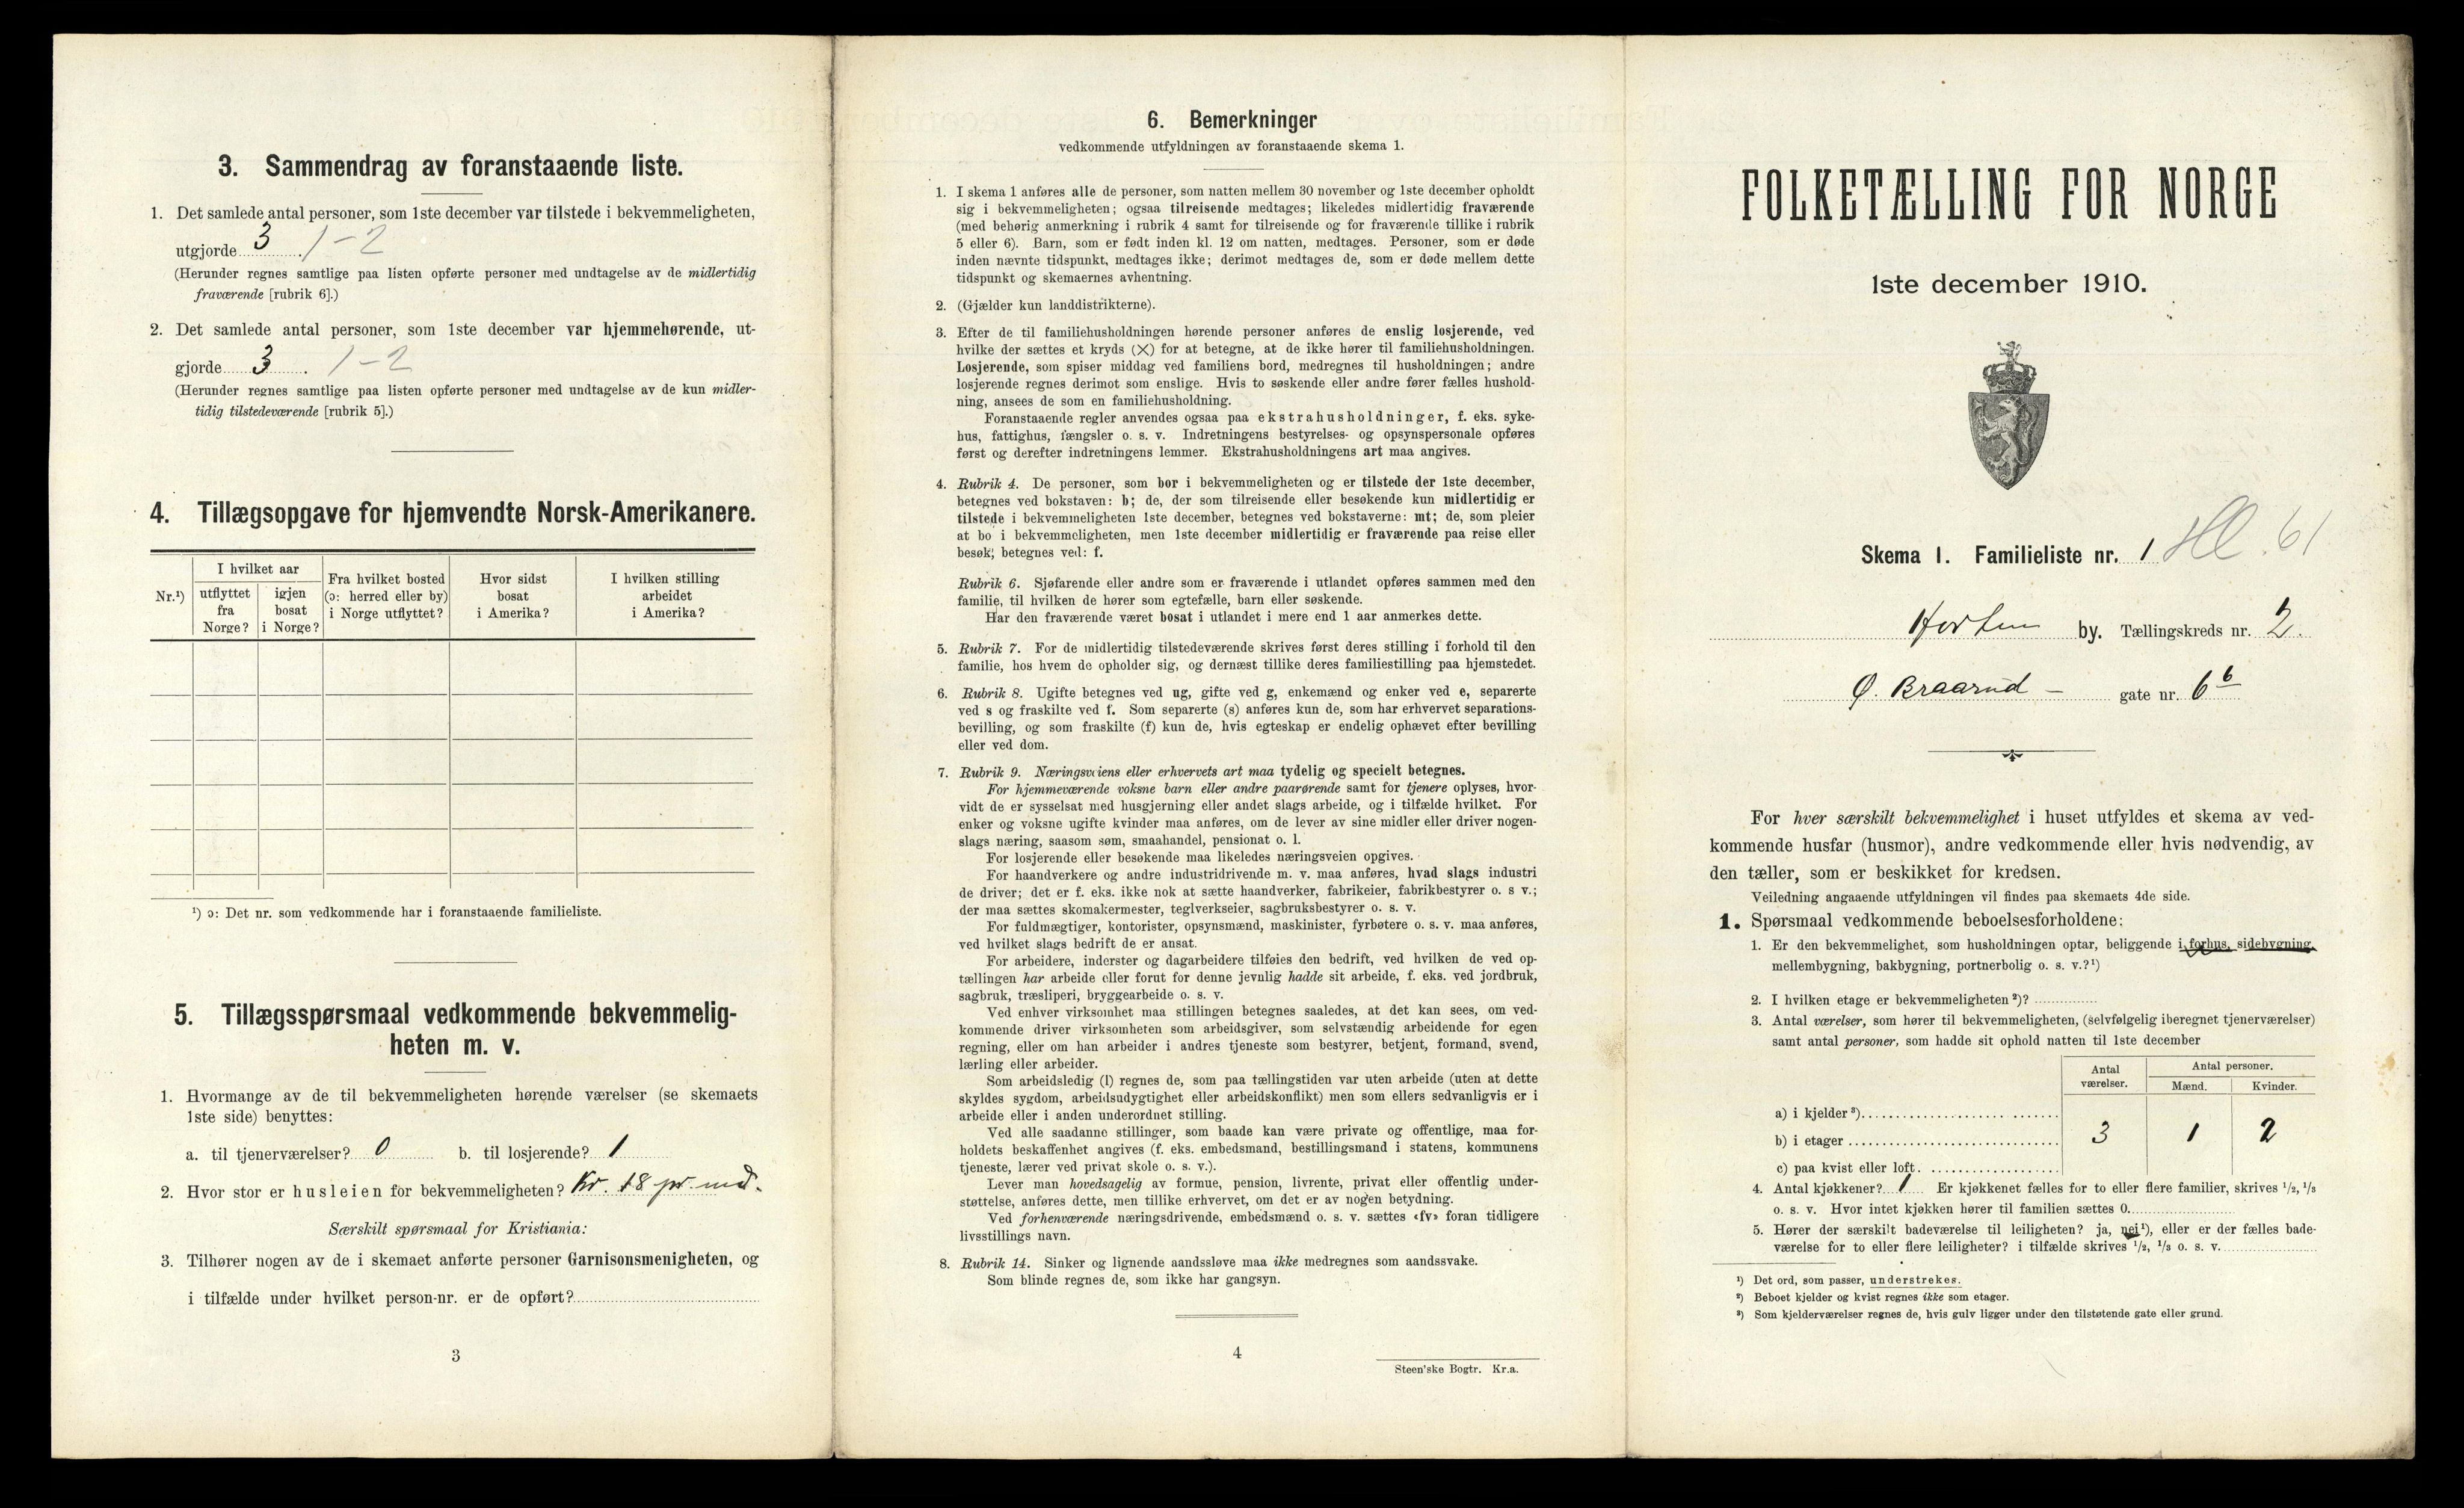 3. Sammendrag av foranstaaende liste.
1. Det samlede antal personer, som 1ste december var tilstede i bekvemmeligheten,
utgjorde 3. 1-2
(Herunder regnes samtlige paa listen opførte personer med undtagelse av de midlertidig
fraværende [rubrik 6].)
2. Det samlede antal personer, som 1ste december var hjemmehørende, ut-
gjorde 3. 1-2
(Herunder regnes samtlige paa listen opførte personer med undtagelse av de kun midler-
tidig tilstedeværende [rubrik 5].)
4. Tillægsopgave for hjemvendte Norsk-Amerikanere.
Nr.¹)
I hvilket aar
utflyttet fra Norge?
igjen bosat i Norge?
Fra hvilket bosted (ɔ: herred eller by) i Norge utflyttet?
Hvor sidst bosat i Amerika?
I hvilken stilling arbeidet i Amerika?
¹) ɔ: Det nr. som vedkommende har i foranstaaende familieliste.
5. Tillægsspørsmaal vedkommende bekvemmelig-
heten m. v.
1. Hvormange av de til bekvemmeligheten hørende værelser (se skemaets
1ste side) benyttes:
a. til tjenerværelser? 0 b. til losjerende? 1
2. Hvor stor er husleien for bekvemmeligheten? Kr. 18 pr. md.
Særskilt spørsmaal for Kristiania:
3. Tilhører nogen av de i skemaet anførte personer Garnisonsmenigheten, og
i tilfælde under hvilket person-nr. er de opført?
3
6. Bemerkninger
vedkommende utfyldningen av foranstaaende skema 1.
1. I skema 1 anføres alle de personer, som natten mellem 30 november og 1ste december opholdt
sig i bekvemmeligheten; ogsaa tilreisende medtages; likeledes midlertidig fraværende
(med behørig anmerkning i rubrik 4 samt for tilreisende og for fraværende tillike i rubrik
5 eller 6). Barn, som er født inden kl. 12 om natten, medtages. Personer, som er døde
inden nævnte tidspunkt, medtages ikke; derimot medtages de, som er døde mellem dette
tidspunkt og skemaernes avhentning.
2. (Gjælder kun landdistrikterne).
3. Efter de til familiehusholdningen hørende personer anføres de enslig losjerende, ved
hvilke der sættes et kryds (×) for at betegne, at de ikke hører til familiehusholdningen.
Losjerende, som spiser middag ved familiens bord, medregnes til husholdningen; andre
losjerende regnes derimot som enslige. Hvis to søskende eller andre fører fælles hushold-
ning, ansees de som en familiehusholdning.
Foranstaaende regler anvendes ogsaa paa ekstrahusholdninger, f. eks. syke-
hus, fattighus, fængsler o. s. v. Indretningens bestyrelses- og opsynspersonale opføres
først og derefter indretningens lemmer. Ekstrahusholdningens art maa angives.
4. Rubrik 4. De personer, som bor i bekvemmeligheten og er tilstede der 1ste december,
betegnes ved bokstaven: b; de, der som tilreisende eller besøkende kun midlertidig er
tilstede i bekvemmeligheten 1ste december, betegnes ved bokstaverne: mt; de, som pleier
at bo i bekvemmeligheten, men 1ste december midlertidig er fraværende paa reise eller
besøk, betegnes ved: f.
Rubrik 6. Sjøfarende eller andre som er fraværende i utlandet opføres sammen med den
familie, til hvilken de hører som egtefælle, barn eller søskende.
Har den fraværende været bosat i utlandet i mere end 1 aar anmerkes dette.
5. Rubrik 7. For de midlertidig tilstedeværende skrives først deres stilling i forhold til den
familie, hos hvem de opholder sig, og dernæst tillike deres familiestilling paa hjemstedet.
6. Rubrik 8. Ugifte betegnes ved ug, gifte ved g, enkemænd og enker ved e, separerte
ved s og fraskilte ved f. Som separerte (s) anføres kun de, som har erhvervet separations-
bevilling, og som fraskilte (f) kun de, hvis egteskap er endelig ophævet efter bevilling
eller ved dom.
7. Rubrik 9. Næringsveiens eller erhvervets art maa tydelig og specielt betegnes.
For hjemmeværende voksne barn eller andre paarørende samt for tjenere oplyses, hvor-
vidt de er sysselsat med husgjerning eller andet slags arbeide, og i tilfælde hvilket. For
enker og voksne ugifte kvinder maa anføres, om de lever av sine midler eller driver nogen-
slags næring, saasom søm, smaahandel, pensionat o. l.
For losjerende eller besøkende maa likeledes næringsveien opgives.
For haandverkere og andre industridrivende m. v. maa anføres, hvad slags industri
de driver; det er f. eks. ikke nok at sætte haandverker, fabrikeier, fabrikbestyrer o. s v.;
der maa sættes skomakermester, teglverkseier, sagbruksbestyrer o. s. v.
For fuldmægtiger, kontorister, opsynsmænd, maskinister, fyrbøtere o. s. v. maa anføres,
ved hvilket slags bedrift de er ansat.
For arbeidere, inderster og dagarbeidere tilføies den bedrift, ved hvilken de ved op-
tællingen har arbeide eller forut for denne jevnlig hadde sit arbeide, f. eks. ved jordbruk,
sagbruk, træsliperi, bryggearbeide o. s. v.
Ved enhver virksomhet maa stillingen betegnes saaledes, at det kan sees, om ved-
kommende driver virksomheten som arbeidsgiver, som selvstændig arbeidende for egen
regning, eller om han arbeider i andres tjeneste som bestyrer, betjent, formand, svend,
lærling eller arbeider.
Som arbeidsledig (l) regnes de, som paa tællingstiden var uten arbeide (uten at dette
skyldes sygdom, arbeidsudygtighet eller arbeidskonflikt) men som ellers sedvanligvis er i
arbeide eller i anden underordnet stilling.
Ved alle saadanne stillinger, som baade kan være private og offentlige, maa for-
holdets beskaffenhet angives (f. eks. embedsmand, bestillingsmand i statens, kommunens
tjeneste, lærer ved privat skole o. s. v.).
Lever man hovedsagelig av formue, pension, livrente, privat eller offentlig under-
støttelse, anføres dette, men tillike erhvervet, om det er av nogen betydning.
Ved forhenværende næringsdrivende, embedsmænd o. s. v. sættes «fv» foran tidligere
livsstillings navn.
8. Rubrik 14. Sinker og lignende aandssløve maa ikke medregnes som aandssvake.
Som blinde regnes de, som ikke har gangsyn.
4
Steen'ske Bogtr. Kr.a.
FOLKETÆLLING FOR NORGE
1ste december 1910.
Skema 1. Familieliste nr. 1 61
Horten by. Tællingskreds nr. 2.
Ø. Braarud - gate nr. 6 b
For hver særskilt bekvemmelighet i huset utfyldes et skema av ved-
kommende husfar (husmor), andre vedkommende eller hvis nødvendig, av
den tæller, som er beskikket for kredsen.
Veiledning angaaende utfyldningen vil findes paa skemaets 4de side.
1. Spørsmaal vedkommende beboelsesforholdene:
1. Er den bekvemmelighet, som husholdningen optar, beliggende i forhus, sidebygning,
mellembygning, bakbygning, portnerbolig o. s. v.?¹)
2. I hvilken etage er bekvemmeligheten²)?
3. Antal værelser, som hører til bekvemmeligheten, (selvfølgelig iberegnet tjenerværelser)
samt antal personer, som hadde sit ophold natten til 1ste december
Antal værelser.
Antal personer.
Mænd. Kvinder.
a) i kjelder³)
b) i etager 3 1 2
c) paa kvist eller loft.
4. Antal kjøkkener? 1 Er kjøkkenet fælles for to eller flere familier, skrives 1/2, 1/3
o. s. v. Hvor intet kjøkken hører til familien sættes 0.
5. Hører der særskilt badeværelse til leiligheten? ja, nei¹), eller er der fælles bade-
værelse for to eller flere leiligheter? i tilfælde skrives 1/2, 1/3 o. s. v.
¹) Det ord, som passer, understrekes.
²) Beboet kjelder og kvist regnes ikke som etager.
³) Som kjelderværelser regnes de, hvis gulv ligger under den tilstøtende gate eller grund.